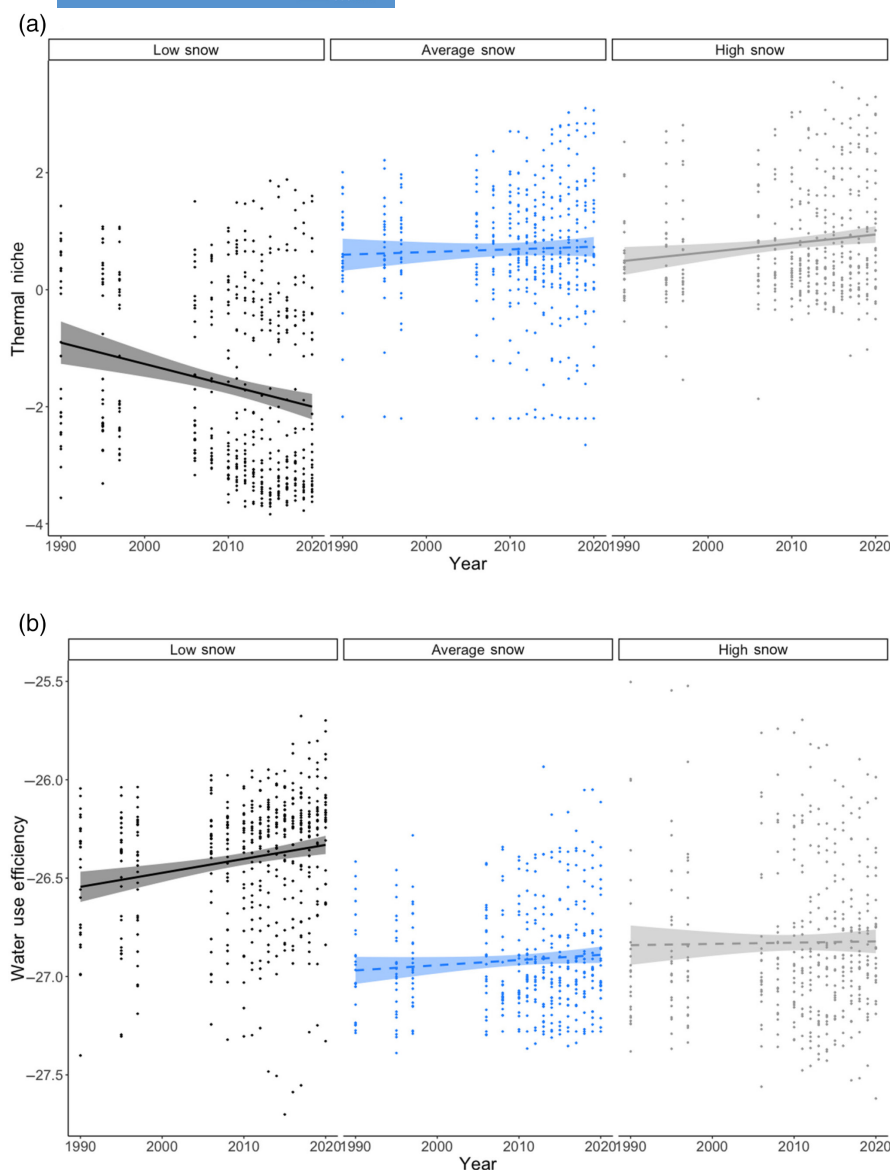 (a)
Low snow
Average snow
High snow
Thermal niche
2
0
−2
−4
1990 2000 2010 2020 1990 2000 2010 2020 1990 2000 2010 2020
Year
(b)
Low snow
Average snow
High snow
Water use efficiency
−25.5
−26.0
−26.5
−27.0
−27.5
1990 2000 2010 2020 1990 2000 2010 2020 1990 2000 2010 2020
Year